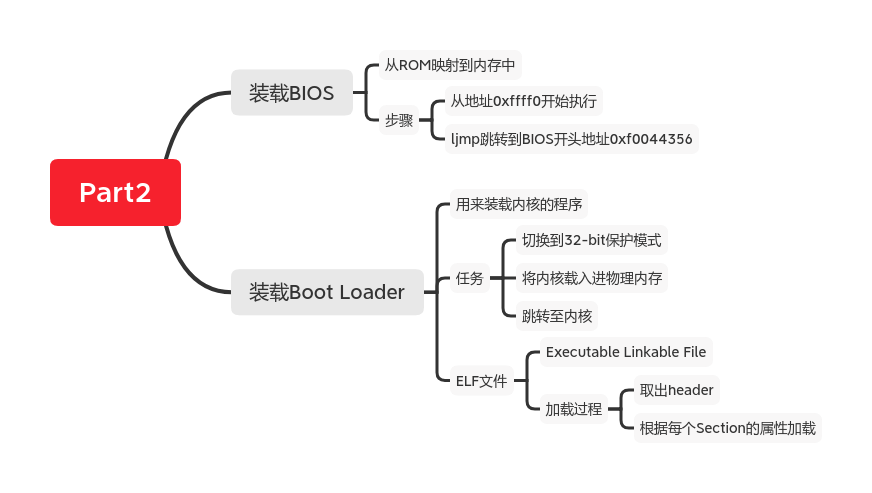 Part2
装载BIOS
从ROM映射到内存中
步骤
从地址0xffff0开始执行
ljmp跳转到BIOS开头地址0xf0044356
装载Boot Loader
用来装载内核的程序
任务
切换到32-bit保护模式
将内核载入进物理内存
跳转至内核
ELF文件
Executable Linkable File
加载过程
取出header
根据每个Section的属性加载